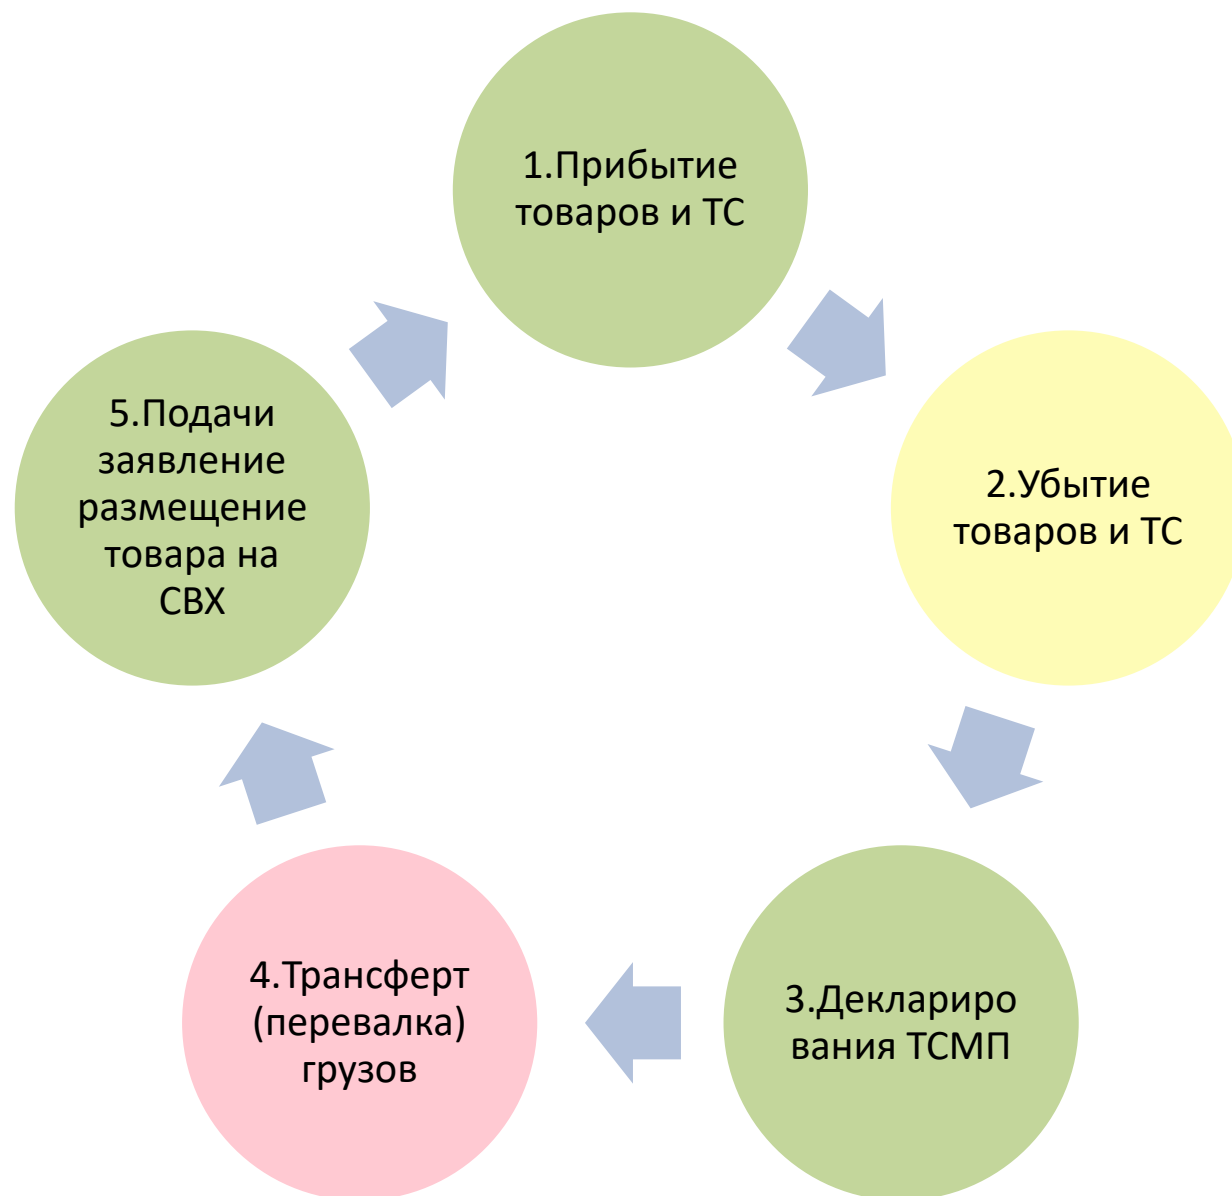 1.Прибытие
товаров и ТС
2.Убытие
товаров и ТС
3.Деклариро
вания ТСМП
4.Трансферт
(перевалка)
грузов
5.Подачи
заявление
размещение
товара на
СВХ